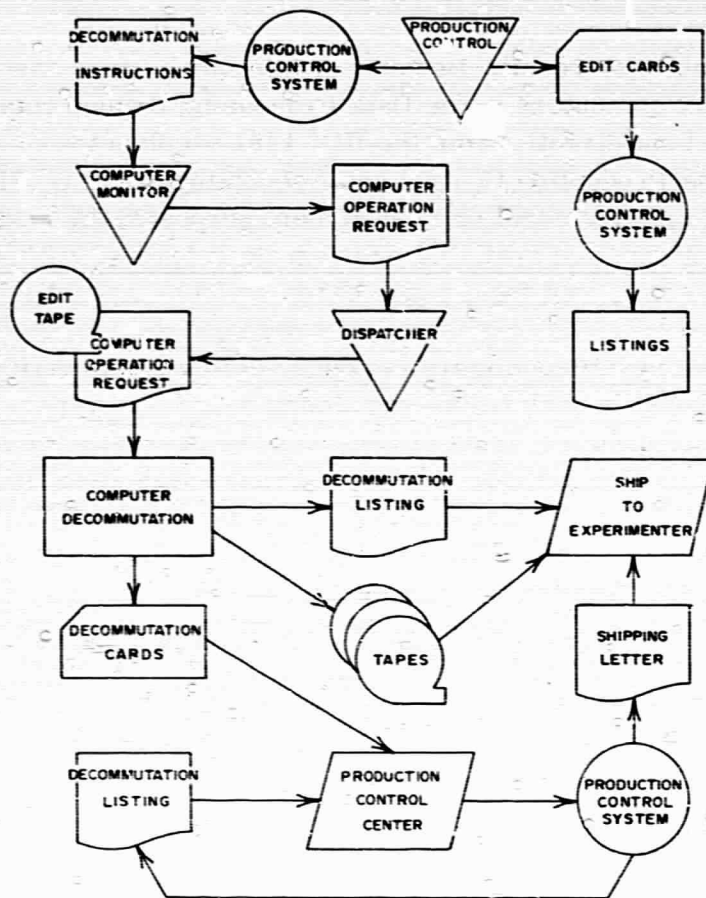 DECOMMUTATION
INSTRUCTIONS
PRODUCTION
CONTROL
SYSTEM
PRODUCTION
CONTROL
EDIT CARDS
COMPUTER
MONITOR
COMPUTER
OPERATION
REQUEST
PRODUCTION
CONTROL
SYSTEM
EDIT
TAPE
COMPUTER
OPERATION
REQUEST
DISPATCHER
LISTINGS
COMPUTER
DECOMMUTATION
DECOMMUTATION
LISTING
SHIP
TO
EXPERIMENTER
DECOMMUTATION
CARDS
TAPES
SHIPPING
LETTER
DECOMMUTATION
LISTING
PRODUCTION
CONTROL
CENTER
PRODUCTION
CONTROL
SYSTEM